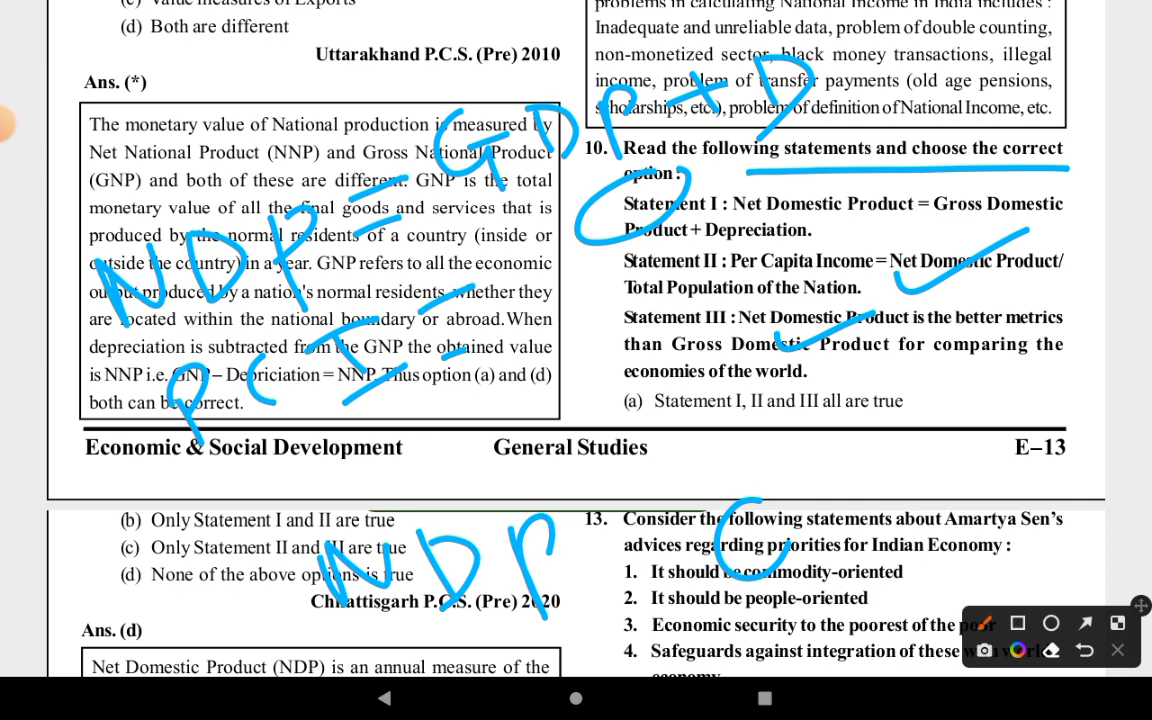 (c) Value measures of Exports
(d) Both are different
Uttarakhand P.C.S. (Pre) 2010
Ans. (*)
The monetary value of National production is measured by
Net National Product (NNP) and Gross National Product
(GNP) and both of these are different. GNP is the total
monetary value of all the final goods and services that is
produced by the normal residents of a country (inside or
outside the country) in a year. GNP refers to all the economic
output produced by a nation's normal residents, whether they
are located within the national boundary or abroad. When
depreciation is subtracted from the GNP the obtained value
is NNP i.e. GNP – Depriciation = NNP. Thus option (a) and (d)
both can be correct.
problems in calculating National Income in India includes :
Inadequate and unreliable data, problem of double counting,
non-monetized sector, black money transactions, illegal
income, problem of transfer payments (old age pensions,
scholarships, etc.), problem of definition of National Income, etc.
10. Read the following statements and choose the correct
option :
Statement I : Net Domestic Product = Gross Domestic
Product + Depreciation.
Statement II : Per Capita Income = Net Domestic Product/
Total Population of the Nation.
Statement III : Net Domestic Product is the better metrics
than Gross Domestic Product for comparing the
economies of the world.
(a) Statement I, II and III all are true
NDP = GDP + D
PCI =
Economic & Social Development General Studies E–13
(b) Only Statement I and II are true
(c) Only Statement II and III are true
(d) None of the above options is true
Chhattisgarh P.C.S. (Pre) 2020
Ans. (d)
Net Domestic Product (NDP) is an annual measure of the
NDP C
13. Consider the following statements about Amartya Sen's
advices regarding priorities for Indian Economy :
1. It should be commodity-oriented
2. It should be people-oriented
3. Economic security to the poorest of the poor
4. Safeguards against integration of these with world
economy